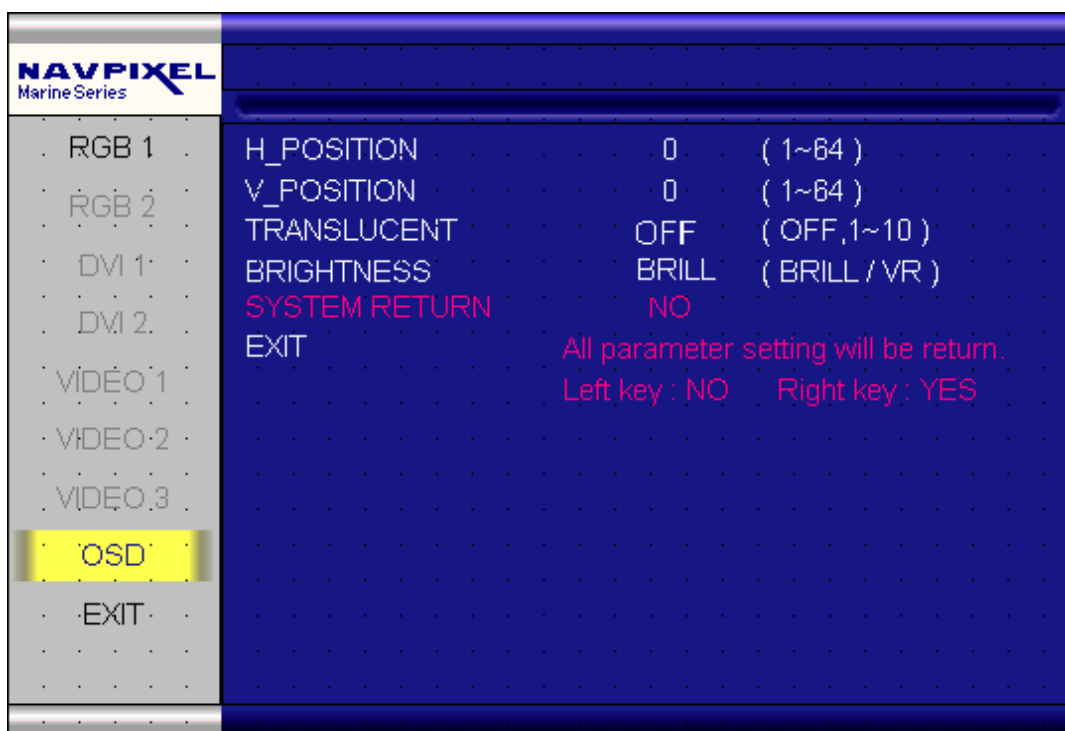 NAVPIXEL
Marine Series
RGB 1
RGB 2
DVI 1
DVI 2
VIDEO 1
VIDEO 2
VIDEO 3
OSD
EXIT
H_POSITION 0 ( 1~64 )
V_POSITION 0 ( 1~64 )
TRANSLUCENT OFF ( OFF,1~10 )
BRIGHTNESS BRILL ( BRILL / VR )
SYSTEM RETURN NO
EXIT All parameter setting will be return.
Left key : NO Right key : YES